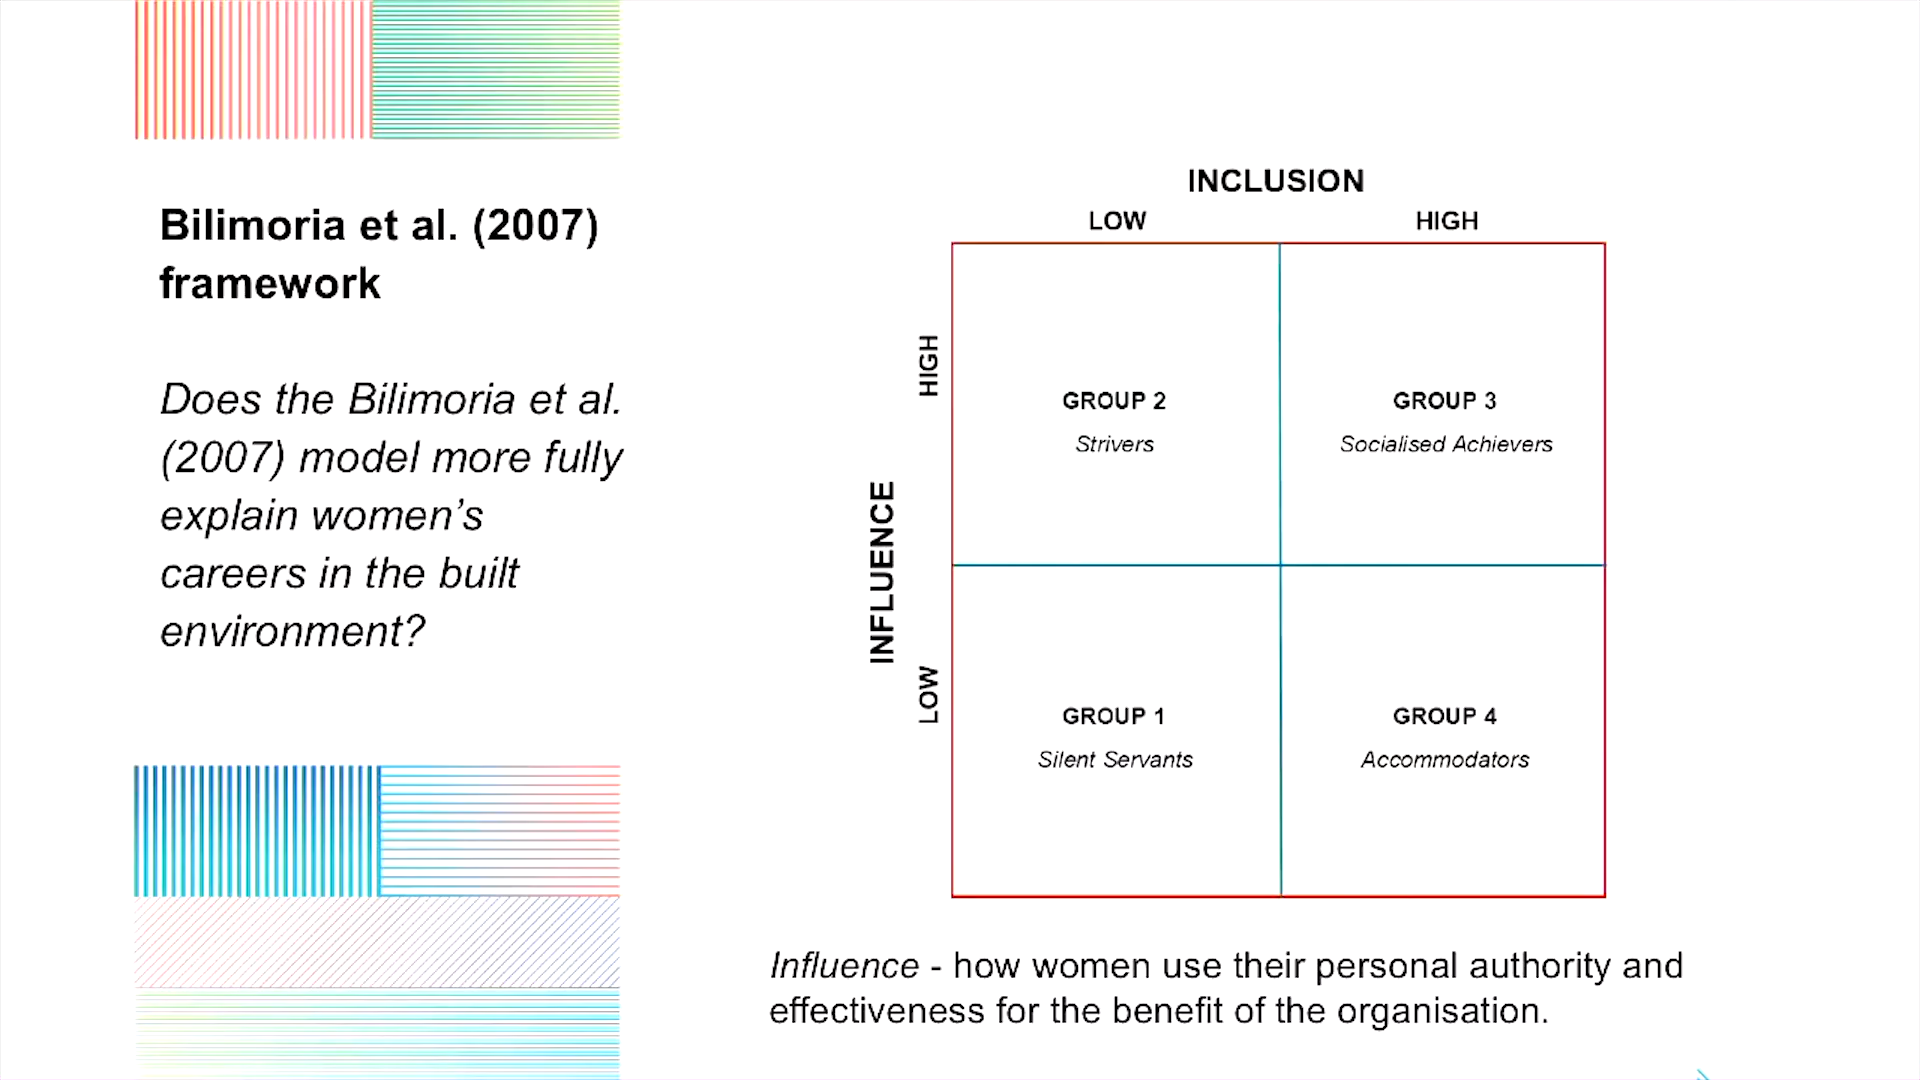 Bilimoria et al. (2007)
framework
Does the Bilimoria et al.
(2007) model more fully
explain women’s
careers in the built
environment?
INCLUSION
LOW HIGH
INFLUENCE
HIGH
LOW
GROUP 2
Strivers
GROUP 3
Socialised Achievers
GROUP 1
Silent Servants
GROUP 4
Accommodators
Influence - how women use their personal authority and
effectiveness for the benefit of the organisation.